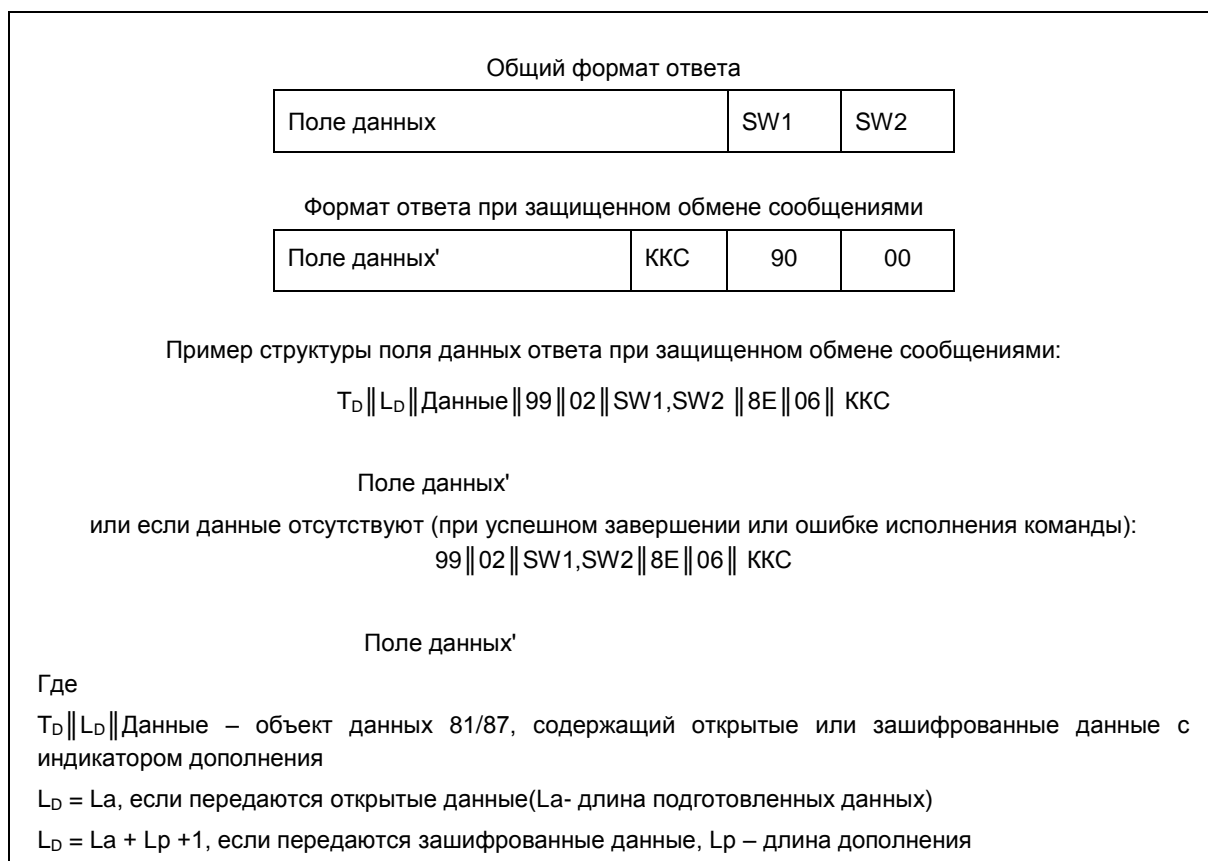 Общий формат ответа
Поле данных SW1 SW2
Формат ответа при защищенном обмене сообщениями
Поле данных' ККС 90 00
Пример структуры поля данных ответа при защищенном обмене сообщениями:
TD║LD║Данные║99║02║SW1,SW2 ║8E║06║ ККС
Поле данных'
или если данные отсутствуют (при успешном завершении или ошибке исполнения команды):
99║02║SW1,SW2║8E║06║ ККС
Поле данных'
Где
TD║LD║Данные – объект данных 81/87, содержащий открытые или зашифрованные данные с
индикатором дополнения
LD = La, если передаются открытые данные(La- длина подготовленных данных)
LD = La + Lp +1, если передаются зашифрованные данные, Lp – длина дополнения